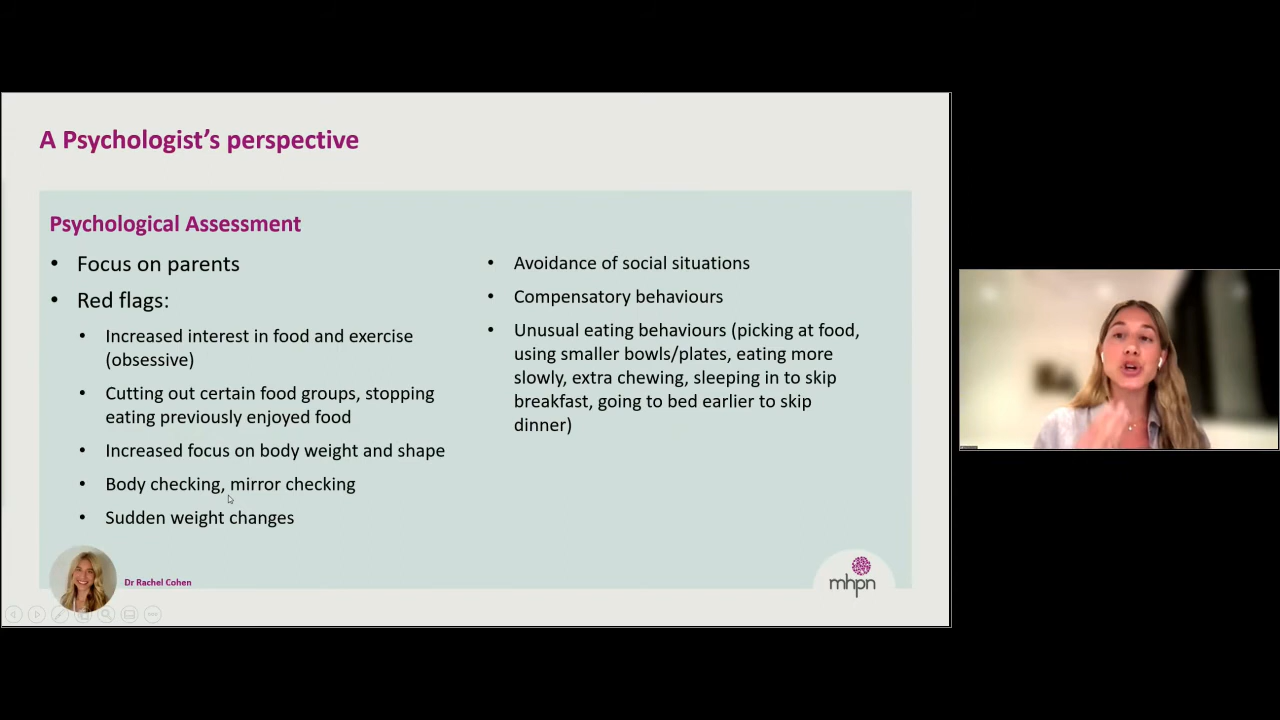 A Psychologist's perspective
Psychological Assessment
• Focus on parents
• Red flags:
• Increased interest in food and exercise
(obsessive)
• Cutting out certain food groups, stopping
eating previously enjoyed food
• Increased focus on body weight and shape
• Body checking, mirror checking
• Sudden weight changes
• Avoidance of social situations
• Compensatory behaviours
• Unusual eating behaviours (picking at food,
using smaller bowls/plates, eating more
slowly, extra chewing, sleeping in to skip
breakfast, going to bed earlier to skip
dinner)
Dr Rachel Cohen
mhpn